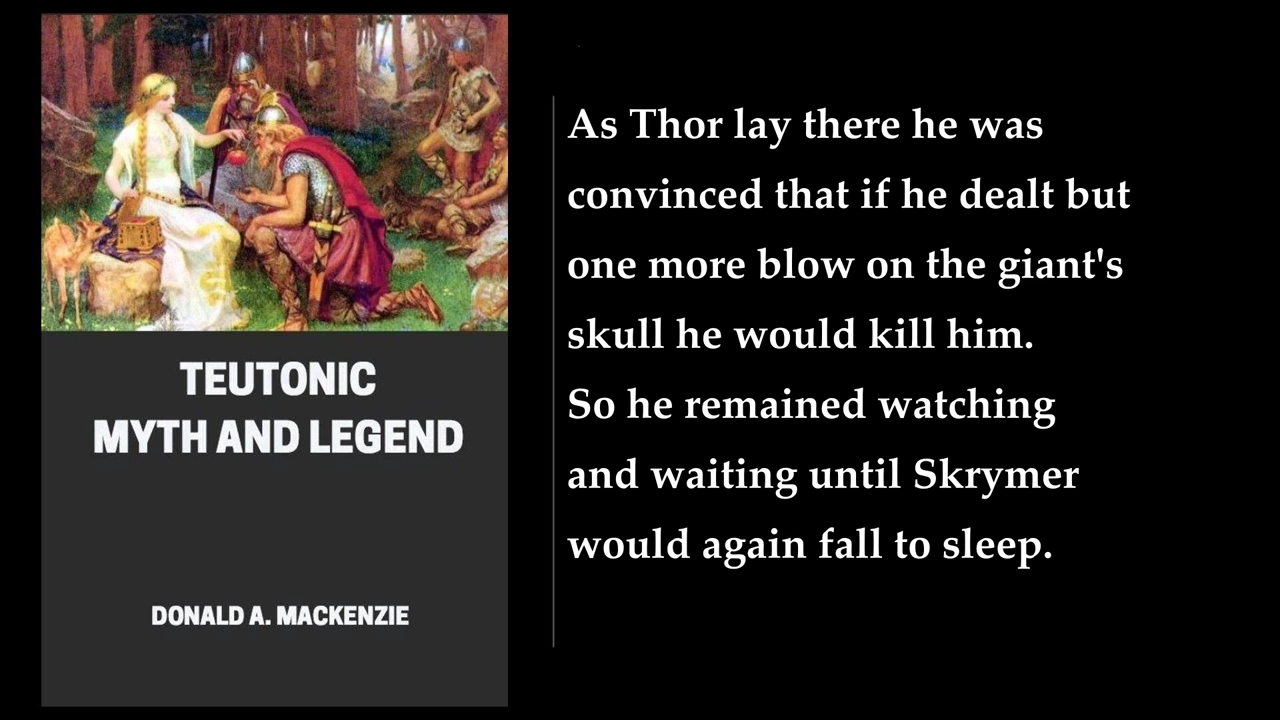 TEUTONIC
MYTH AND LEGEND
DONALD A. MACKENZIE
As Thor lay there he was
convinced that if he dealt but
one more blow on the giant's
skull he would kill him.
So he remained watching
and waiting until Skrymer
would again fall to sleep.